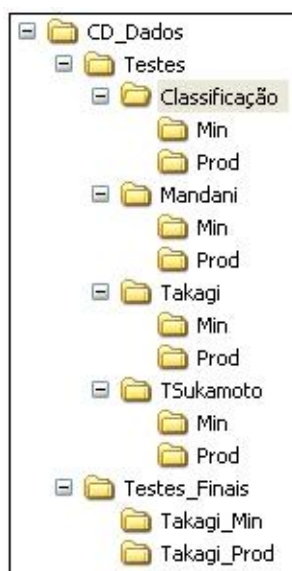 CD_Dados
Testes
Classificação
Min
Prod
Mandani
Min
Prod
Takagi
Min
Prod
TSukamoto
Min
Prod
Testes_Finais
Takagi_Min
Takagi_Prod